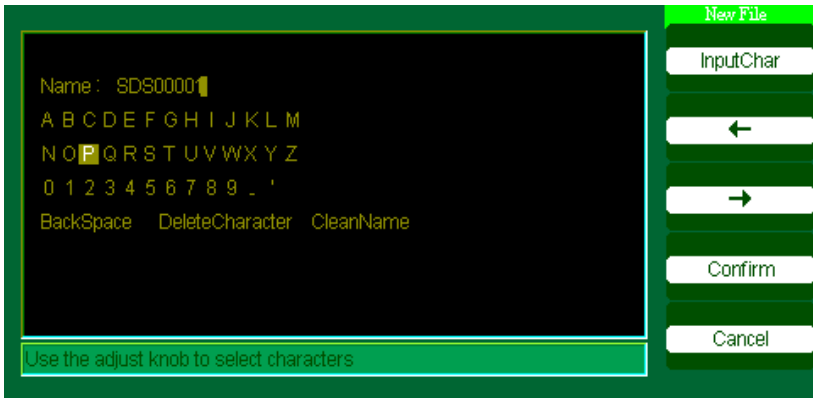 New File
Name : SDS00001
A B C D E F G H I J K L M
N O P Q R S T U V W X Y Z
0 1 2 3 4 5 6 7 8 9 _ '
BackSpace DeleteCharacter CleanName
Use the adjust knob to select characters
InputChar
←
→
Confirm
Cancel